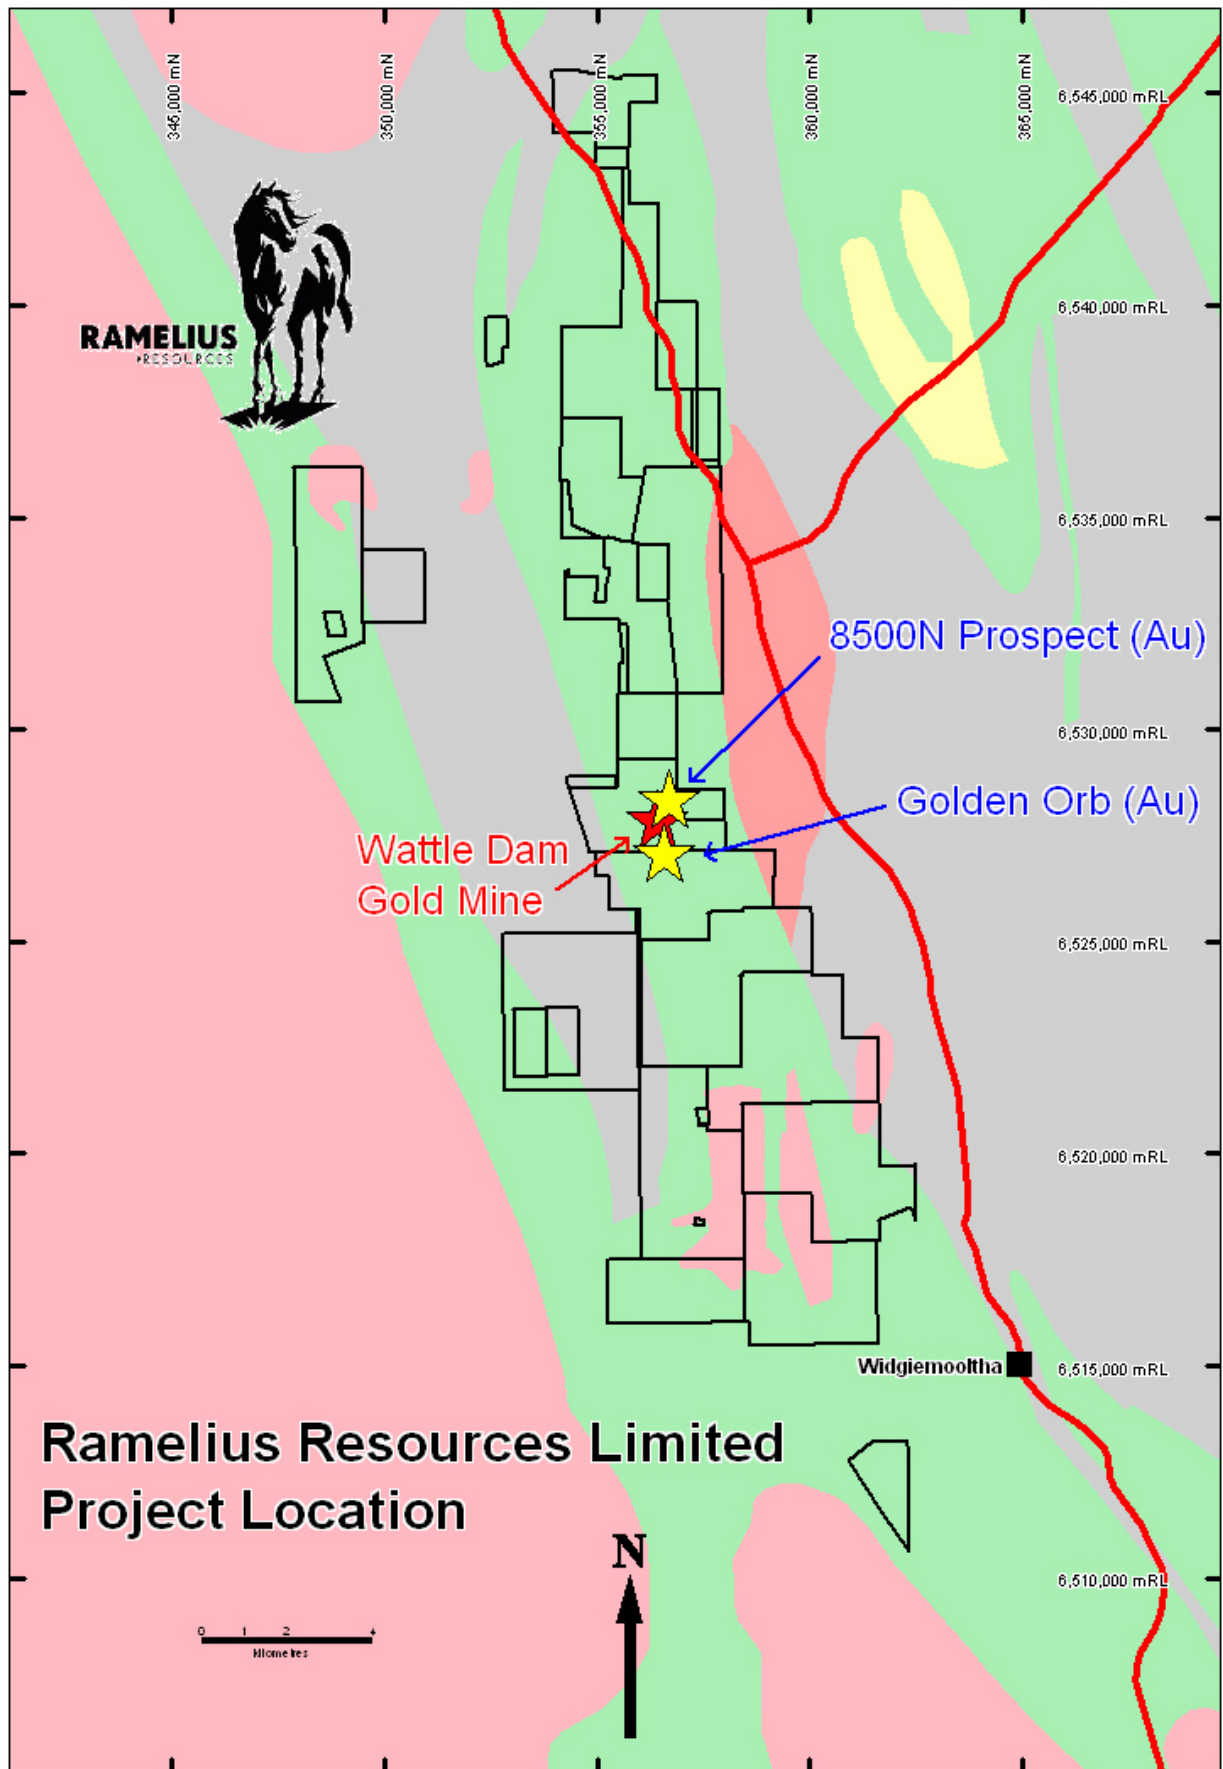 345,000 mN
350,000 mN
355,000 mN
360,000 mN
365,000 mN
6,545,000 mRL
RAMELIUS
RESOURCES
6,540,000 mRL
6,535,000 mRL
8500N Prospect (Au)
6,530,000 mRL
Golden Orb (Au)
Wattle Dam
Gold Mine
6,525,000 mRL
6,520,000 mRL
Widgiemooltha
6,515,000 mRL
Ramelius Resources Limited
Project Location
N
6,510,000 mRL
0 1 2 4
kilometres